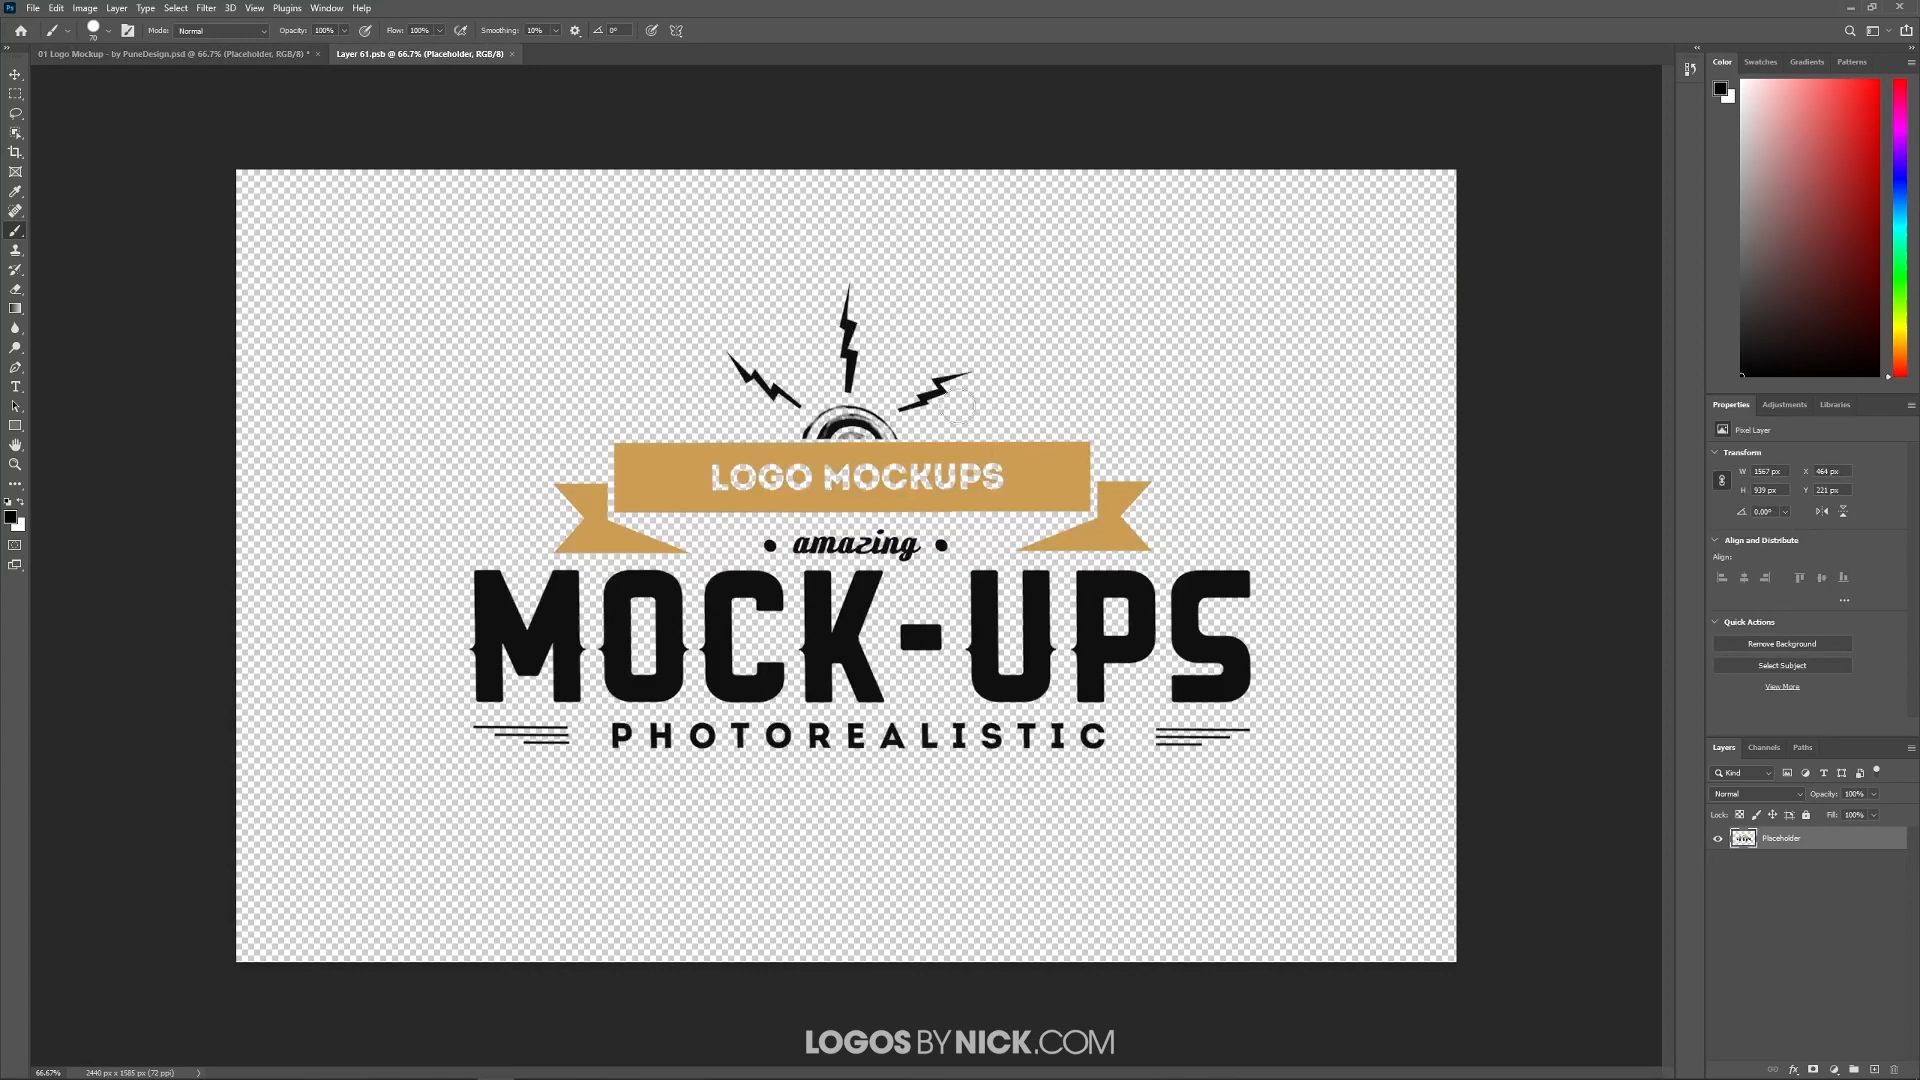 Ps File Edit Image Layer Type Select Filter 3D View Plugins Window Help
70 Mode: Normal Opacity: 100% Flow: 100% Smoothing: 10% 0°
01 Logo Mockup - by PuneDesign.psd @ 66.7% (Placeholder, RGB/8) * × Layer 61.psb @ 66.7% (Placeholder, RGB/8) ×
Color Swatches Gradients Patterns
LOGO MOCKUPS
• amazing •
MOCK-UPS
PHOTOREALISTIC
Properties Adjustments Libraries
Pixel Layer
Transform
W 1567 px X 464 px
H 939 px Y 221 px
0.00°
Align and Distribute
Align:
Quick Actions
Remove Background
Select Subject
View More
Layers Channels Paths
Kind
Normal Opacity: 100%
Lock: Fill: 100%
Placeholder
LOGOS BY NICK.COM
66.67% 2440 px x 1585 px (72 ppi)